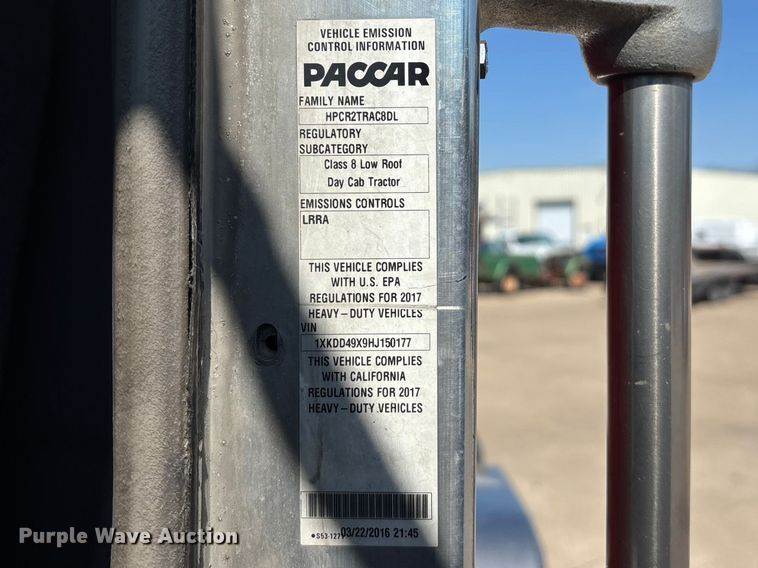 VEHICLE EMISSION
CONTROL INFORMATION
PACCAR
FAMILY NAME
HPCR2TRAC8DL
REGULATORY
SUBCATEGORY
Class 8 Low Roof
Day Cab Tractor
EMISSIONS CONTROLS
LRRA
THIS VEHICLE COMPLIES
WITH U.S. EPA
REGULATIONS FOR 2017
HEAVY-DUTY VEHICLES
VIN
1XKDD49X9HJ150177
THIS VEHICLE COMPLIES
WITH CALIFORNIA
REGULATIONS FOR 2017
HEAVY-DUTY VEHICLES
03/22/2016 21:45
Purple Wave Auction